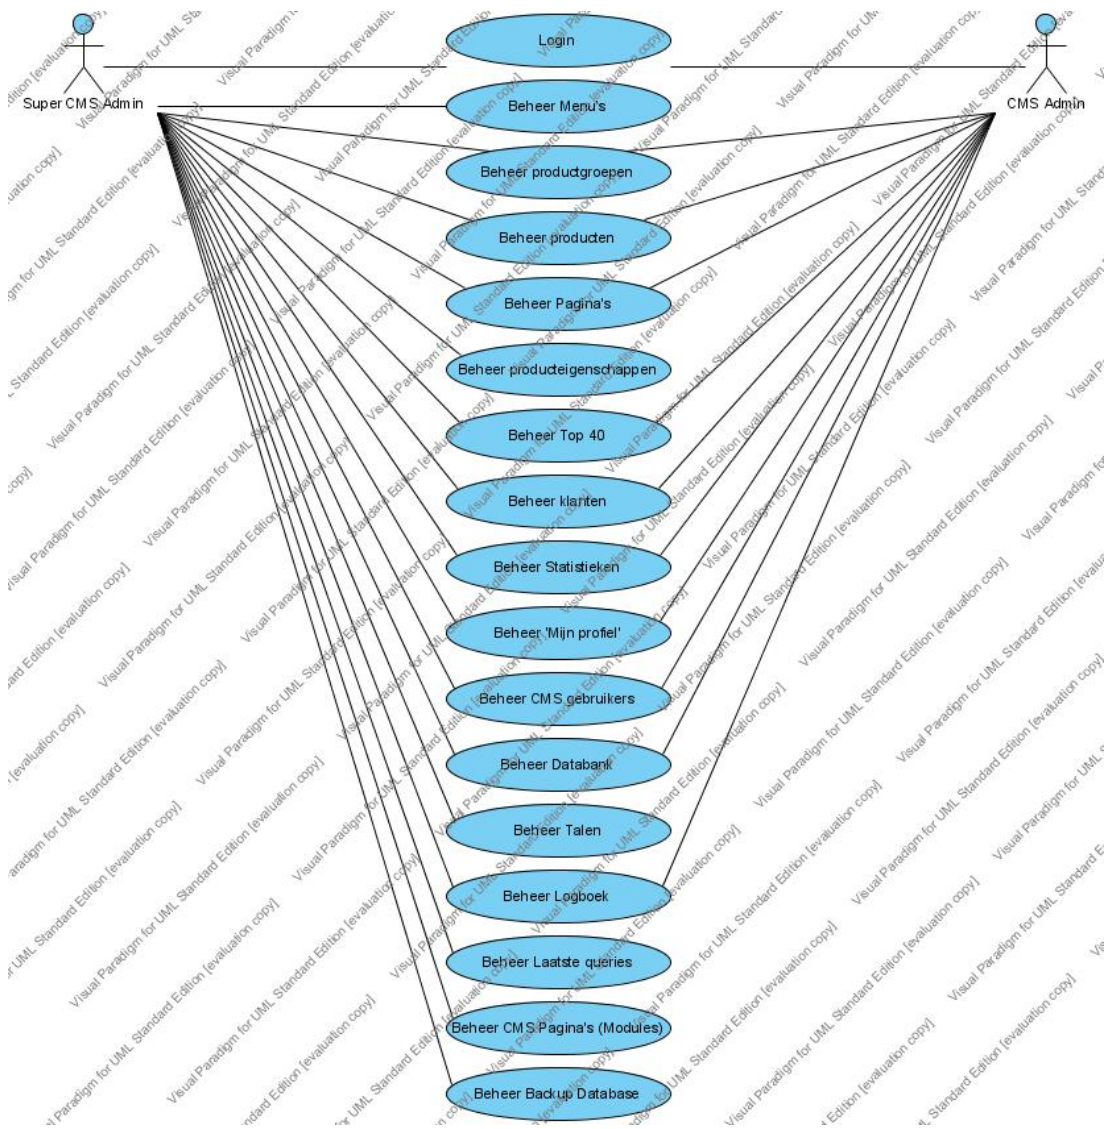 Super CMS Admin
CMS Admin
Login
Beheer Menu's
Beheer productgroepen
Beheer producten
Beheer Pagina's
Beheer producteigenschappen
Beheer Top 40
Beheer klanten
Beheer Statistieken
Beheer 'Mijn profiel'
Beheer CMS gebruikers
Beheer Databank
Beheer Talen
Beheer Logboek
Beheer Laatste queries
Beheer CMS Pagina's (Modules)
Beheer Backup Database
Visual Paradigm for UML Standard Edition [evaluation copy]